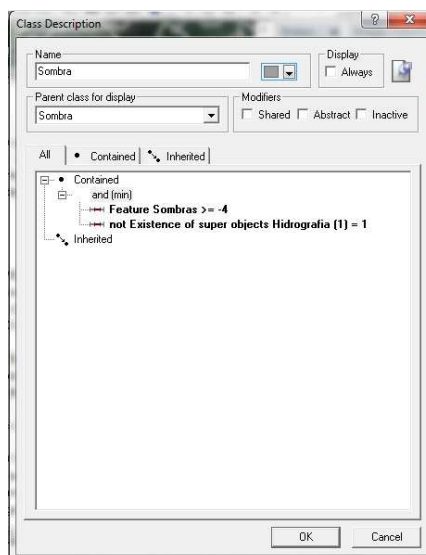 Class Description
?
Name
Sombra
Display
Always
Parent class for display
Sombra
Modifiers
Shared
Abstract
Inactive
All
Contained
Inherited
Contained
and (min)
Feature Sombras >= -4
not Existence of super objects Hidrografia (1) = 1
Inherited
OK
Cancel